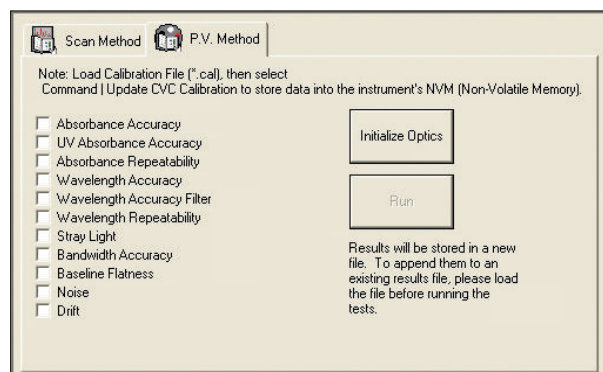 Scan Method
P.V. Method
Note: Load Calibration File (*.cal), then select
Command | Update CVC Calibration to store data into the instrument's NVM (Non-Volatile Memory).
Absorbance Accuracy
UV Absorbance Accuracy
Absorbance Repeatability
Wavelength Accuracy
Wavelength Accuracy Filter
Wavelength Repeatability
Stray Light
Bandwidth Accuracy
Baseline Flatness
Noise
Drift
Initialize Optics
Run
Results will be stored in a new
file. To append them to an
existing results file, please load
the file before running the
tests.